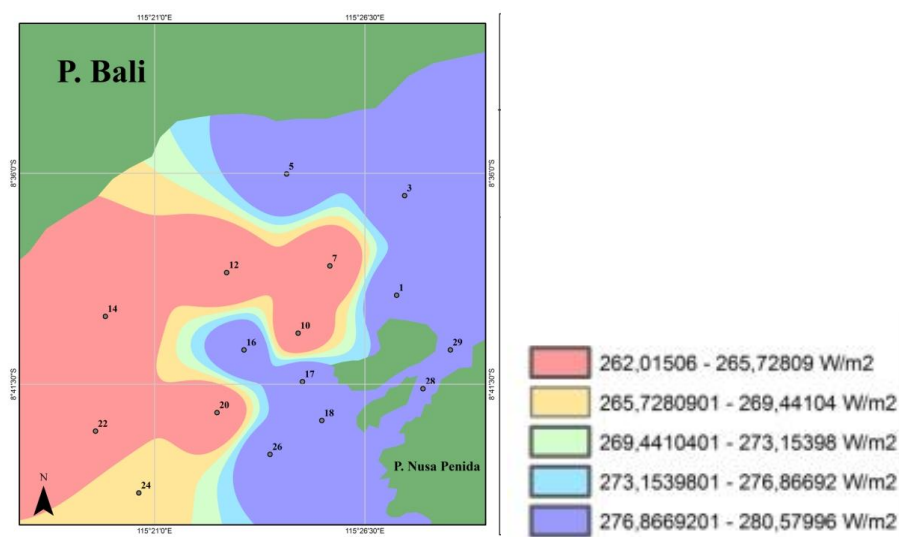 115°21'0"E 115°26'30"E
P. Bali
8°36'0"S 8°36'0"S
5
3
12
7
1
14
10
16
29
17
8°41'30"S 8°41'30"S
28
20
18
22
26
P. Nusa Penida
24
N
115°21'0"E 115°26'30"E
262,01506 - 265,72809 W/m2
265,7280901 - 269,44104 W/m2
269,4410401 - 273,15398 W/m2
273,1539801 - 276,86692 W/m2
276,8669201 - 280,57996 W/m2